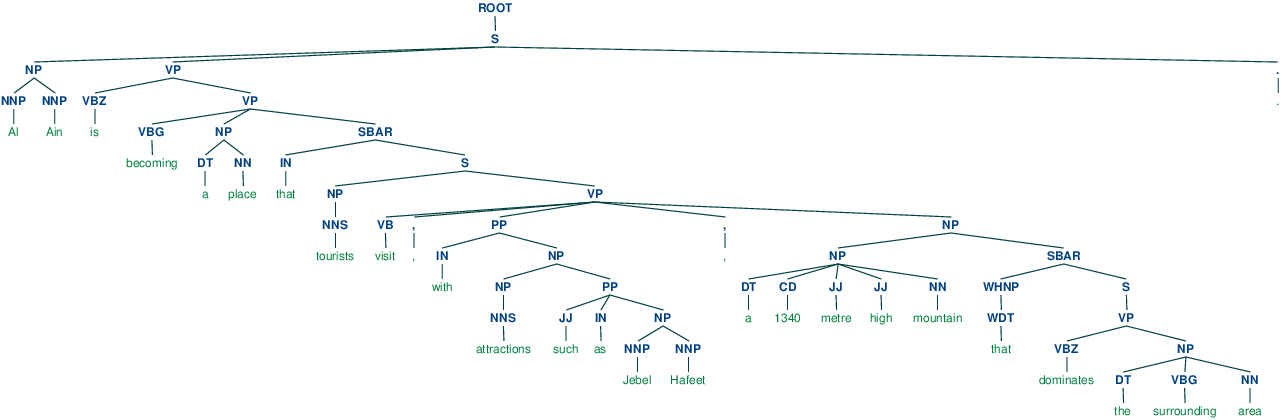 ROOT
S
NP VP .
NNP NNP VBZ VP .
Al Ain is VBG NP SBAR
becoming DT NN IN S
a place that NP VP
NNS VB , PP , NP
tourists visit , IN NP , NP SBAR
with NP PP DT CD JJ JJ NN WHNP S
NNS JJ IN NP a 1340 metre high mountain WDT VP
attractions such as NNP NNP that VBZ NP
Jebel Hafeet dominates DT VBG NN
the surrounding area